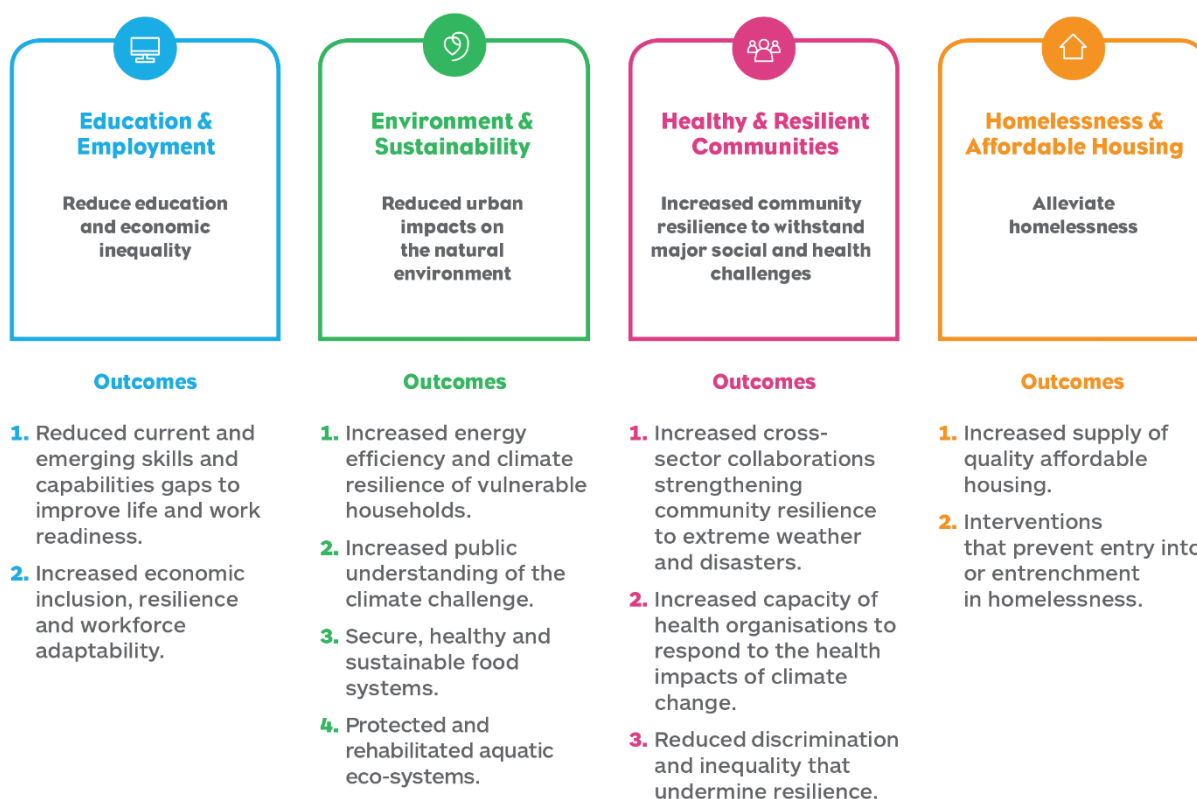 Education &
Employment
Reduce education
and economic
inequality
Outcomes
1. Reduced current and
emerging skills and
capabilities gaps to
improve life and work
readiness.
2. Increased economic
inclusion, resilience
and workforce
adaptability.
Environment &
Sustainability
Reduced urban
impacts on
the natural
environment
Outcomes
1. Increased energy
efficiency and climate
resilience of vulnerable
households.
2. Increased public
understanding of the
climate challenge.
3. Secure, healthy and
sustainable food
systems.
4. Protected and
rehabilitated aquatic
eco-systems.
Healthy & Resilient
Communities
Increased community
resilience to withstand
major social and health
challenges
Outcomes
1. Increased cross-
sector collaborations
strengthening
community resilience
to extreme weather
and disasters.
2. Increased capacity of
health organisations to
respond to the health
impacts of climate
change.
3. Reduced discrimination
and inequality that
undermine resilience.
Homelessness &
Affordable Housing
Alleviate
homelessness
Outcomes
1. Increased supply of
quality affordable
housing.
2. Interventions
that prevent entry into
or entrenchment
in homelessness.